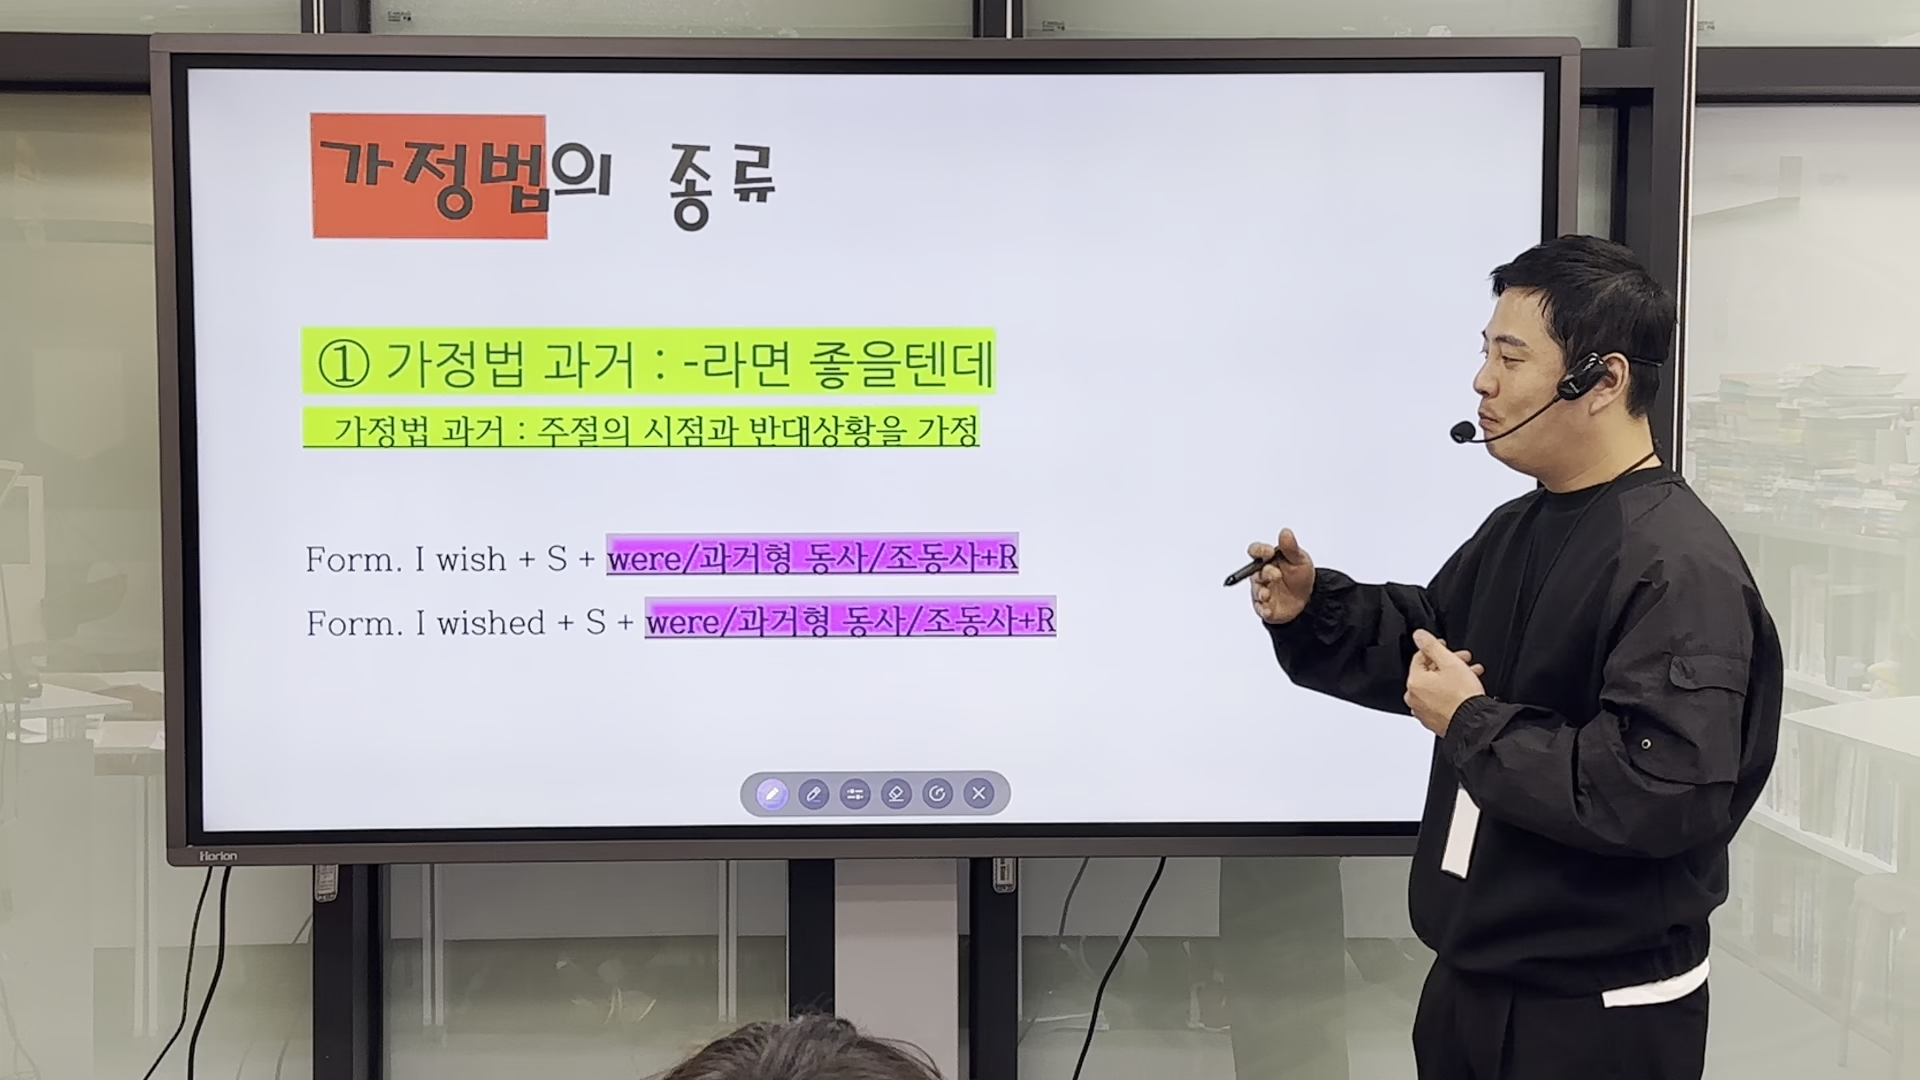 가정법의 종류
① 가정법 과거 : -라면 좋을텐데
가정법 과거 : 주절의 시점과 반대상황을 가정
Form. I wish + S + were/과거형 동사/조동사+R
Form. I wished + S + were/과거형 동사/조동사+R
Horion